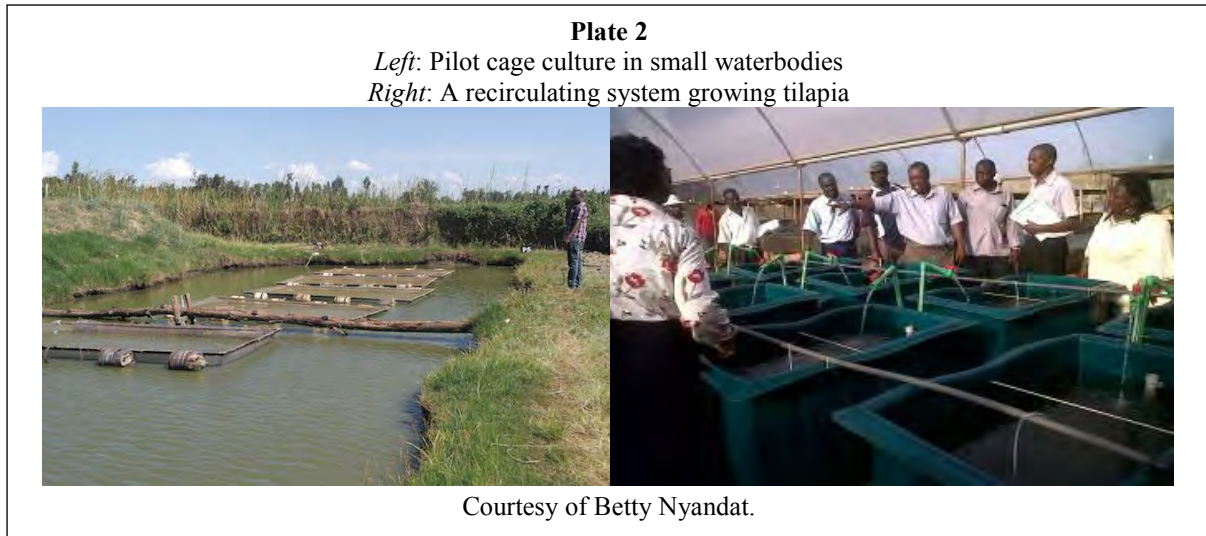 Plate 2
Left: Pilot cage culture in small waterbodies
Right: A recirculating system growing tilapia
Courtesy of Betty Nyandat.